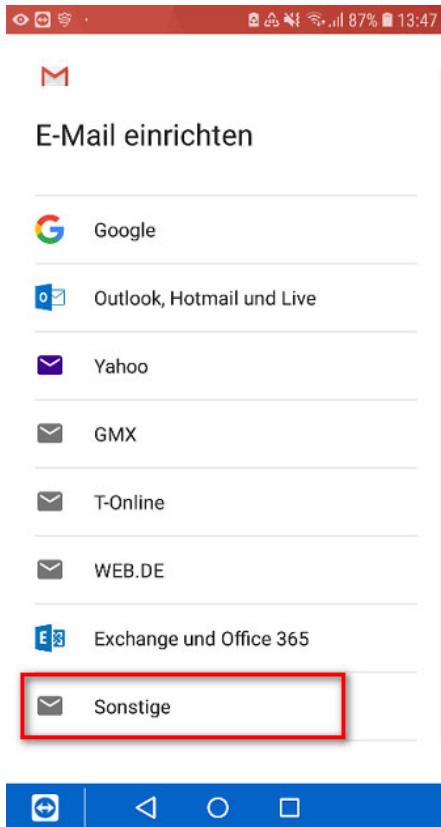 87% 13:47
E-Mail einrichten
Google
Outlook, Hotmail und Live
Yahoo
GMX
T-Online
WEB.DE
Exchange und Office 365
Sonstige